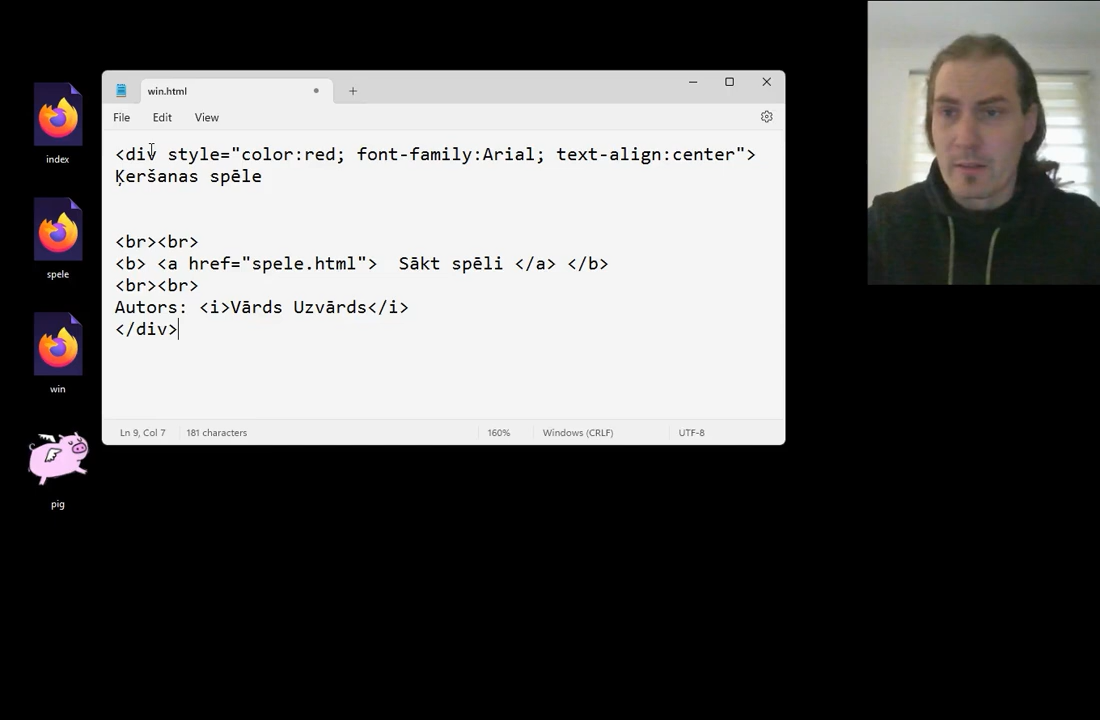 index
spele
win
pig
win.html
File Edit View
<div style="color:red; font-family:Arial; text-align:center">
Ķeršanas spēle
<br><br>
<b> <a href="spele.html">  Sākt spēli </a> </b>
<br><br>
Autors: <i>Vārds Uzvārds</i>
</div>
Ln 9, Col 7 181 characters 160% Windows (CRLF) UTF-8